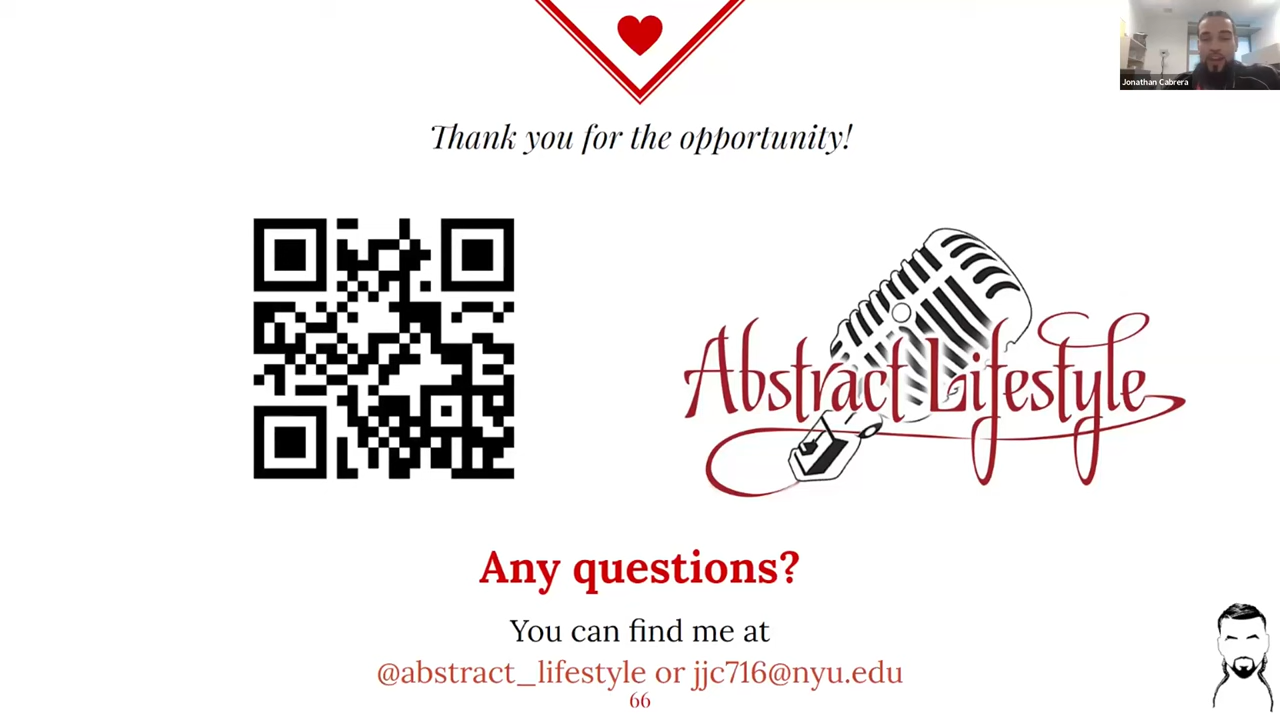 Jonathan Cabrera
Thank you for the opportunity!
Abstract Lifestyle
Any questions?
You can find me at
@abstract_lifestyle or jjc716@nyu.edu
66